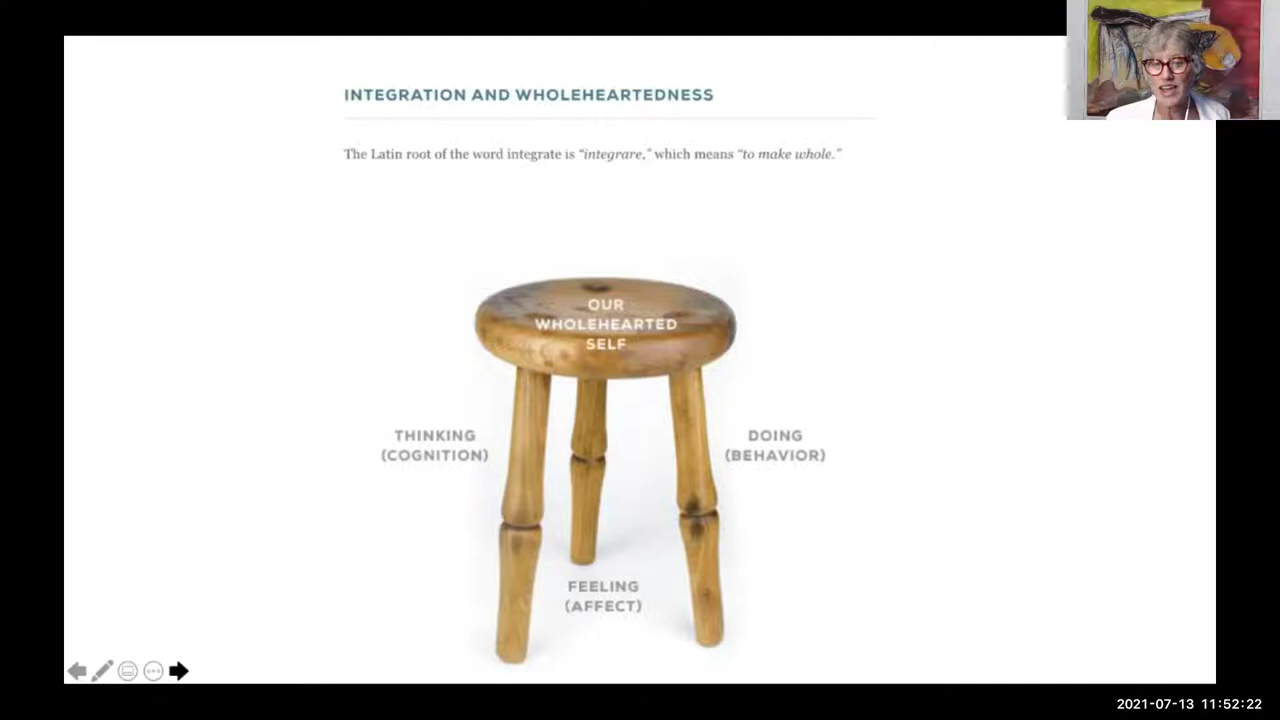 INTEGRATION AND WHOLEHEARTEDNESS
The Latin root of the word integrate is “integrare,” which means “to make whole.”
OUR
WHOLEHEARTED
SELF
THINKING
(COGNITION)
DOING
(BEHAVIOR)
FEELING
(AFFECT)
2021-07-13 11:52:22